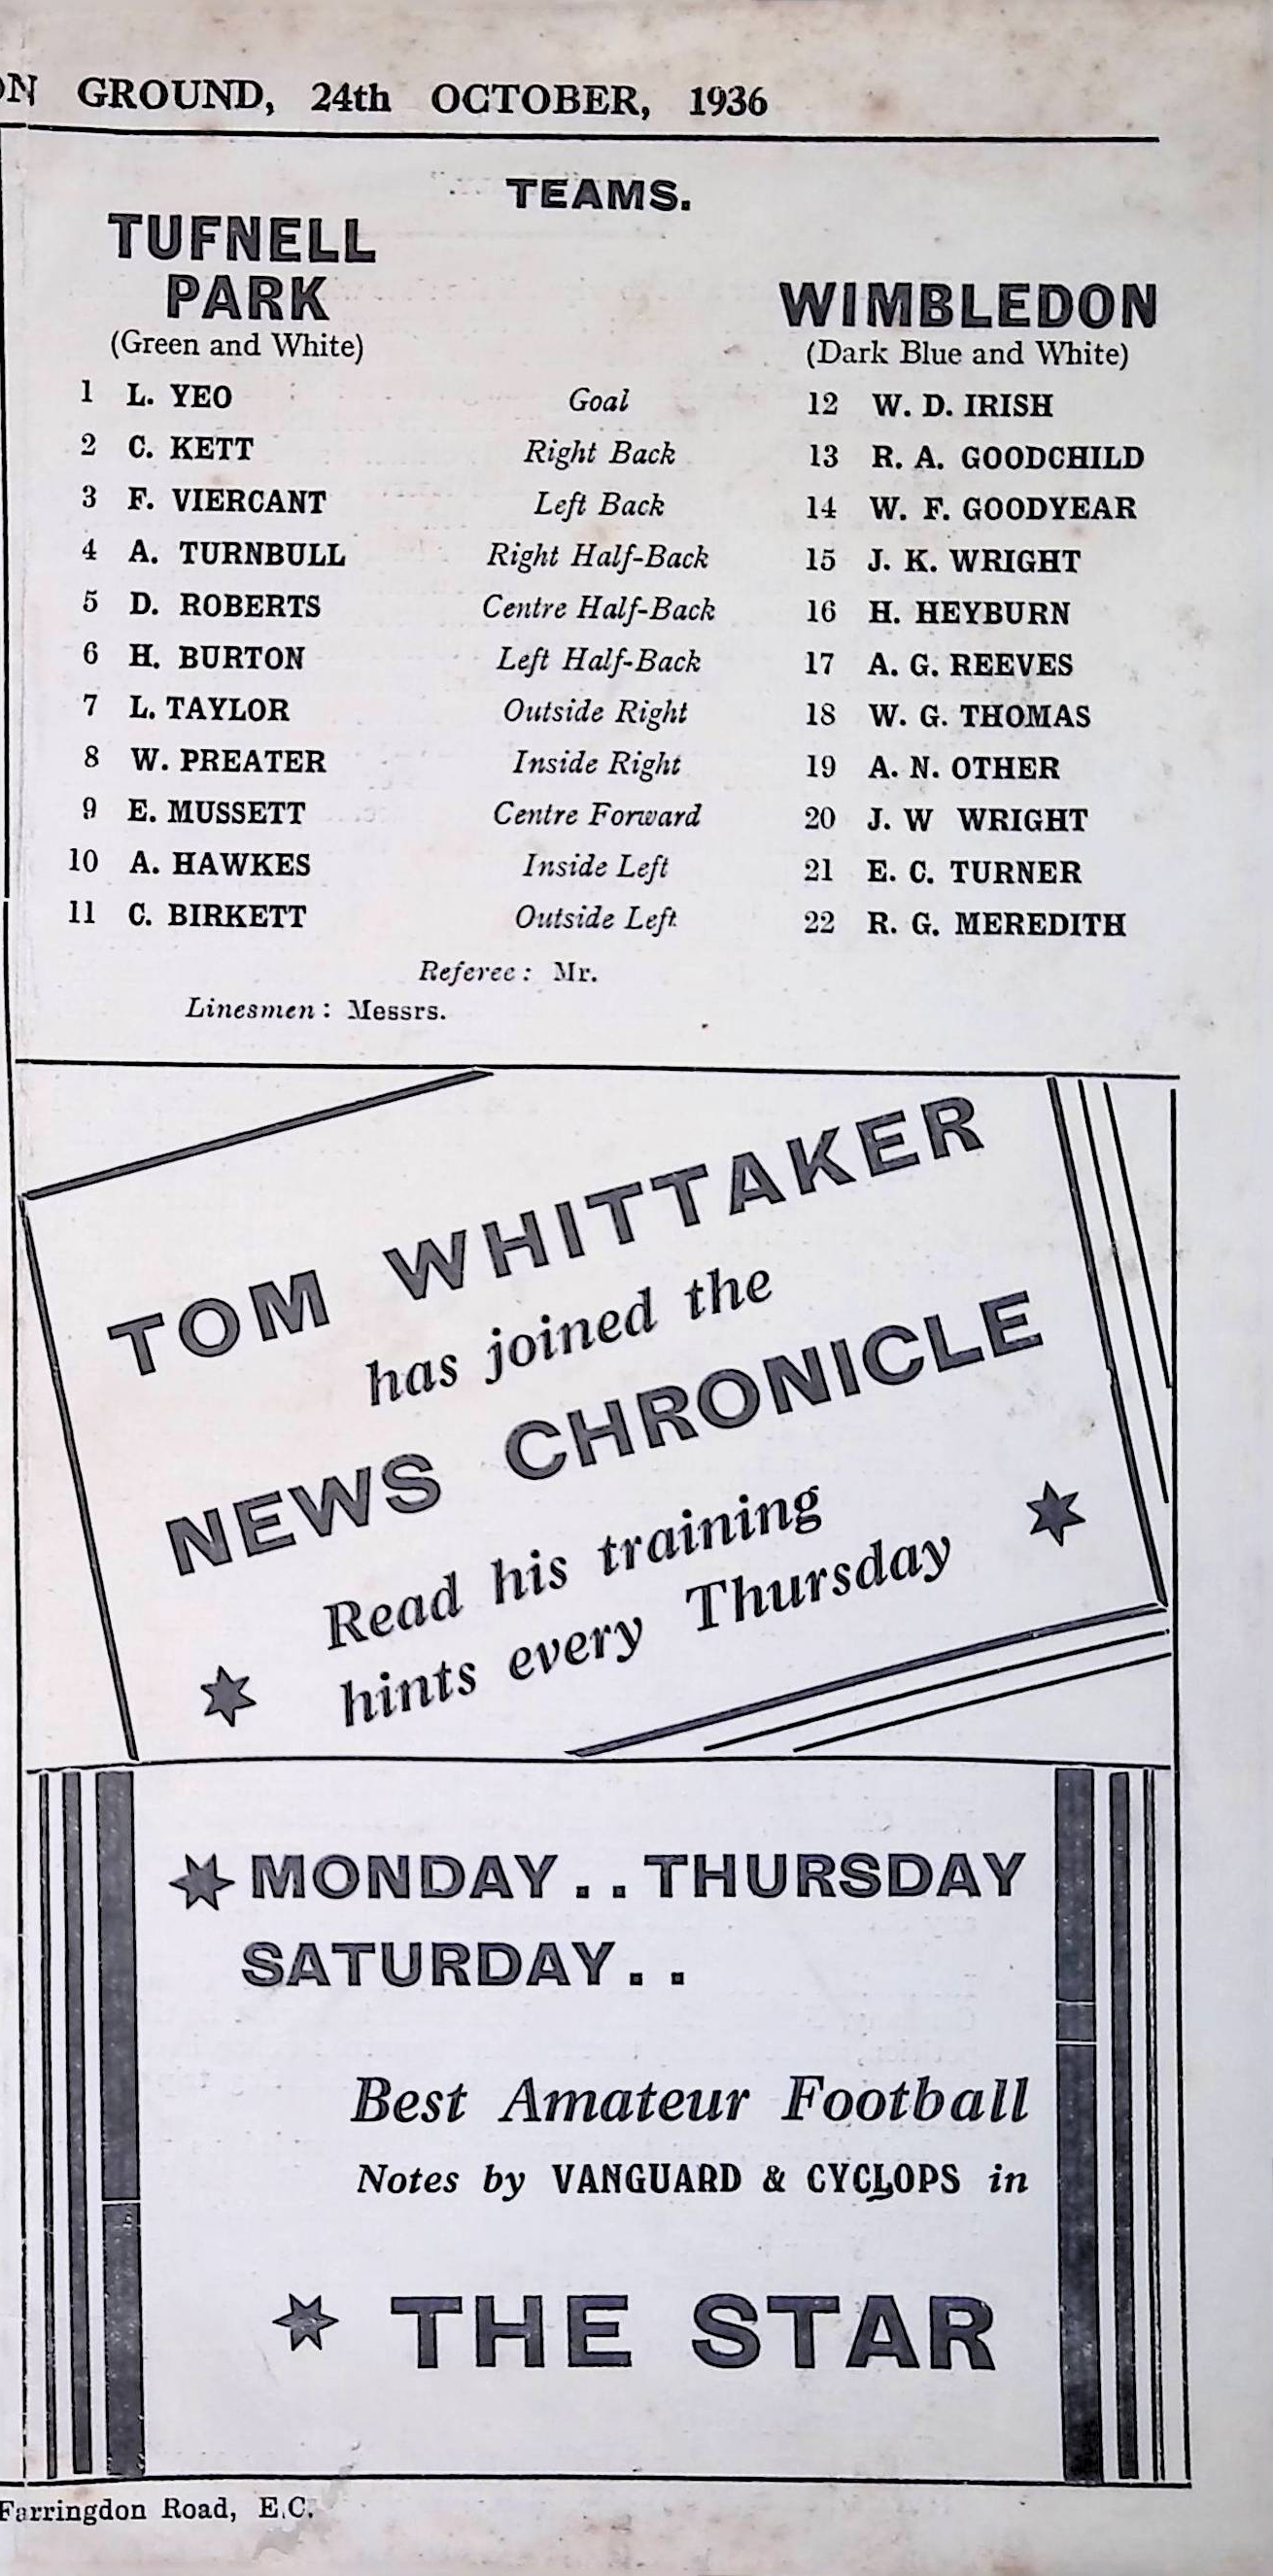 ON GROUND, 24th OCTOBER, 1936
TEAMS.
TUFNELL
PARK
(Green and White)
WIMBLEDON
(Dark Blue and White)
1 L. YEO Goal 12 W. D. IRISH
2 C. KETT Right Back 13 R. A. GOODCHILD
3 F. VIERCANT Left Back 14 W. F. GOODYEAR
4 A. TURNBULL Right Half-Back 15 J. K. WRIGHT
5 D. ROBERTS Centre Half-Back 16 H. HEYBURN
6 H. BURTON Left Half-Back 17 A. G. REEVES
7 L. TAYLOR Outside Right 18 W. G. THOMAS
8 W. PREATER Inside Right 19 A. N. OTHER
9 E. MUSSETT Centre Forward 20 J. W WRIGHT
10 A. HAWKES Inside Left 21 E. C. TURNER
11 C. BIRKETT Outside Left 22 R. G. MEREDITH
Referee: Mr.
Linesmen: Messrs.
TOM WHITTAKER
has joined the
NEWS CHRONICLE
Read his training
hints every Thursday
MONDAY . . THURSDAY
SATURDAY . .
Best Amateur Football
Notes by VANGUARD & CYCLOPS in
THE STAR
Farringdon Road, E.C.